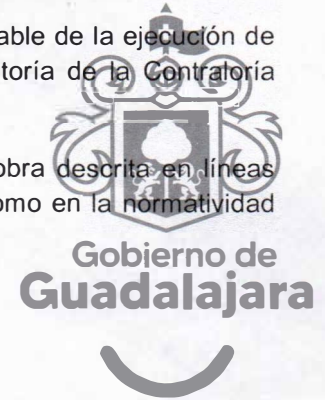 able de la ejecución de
toría de la Contraloría
obra descrita en líneas
omo en la normatividad
Gobierno de
Guadalajara